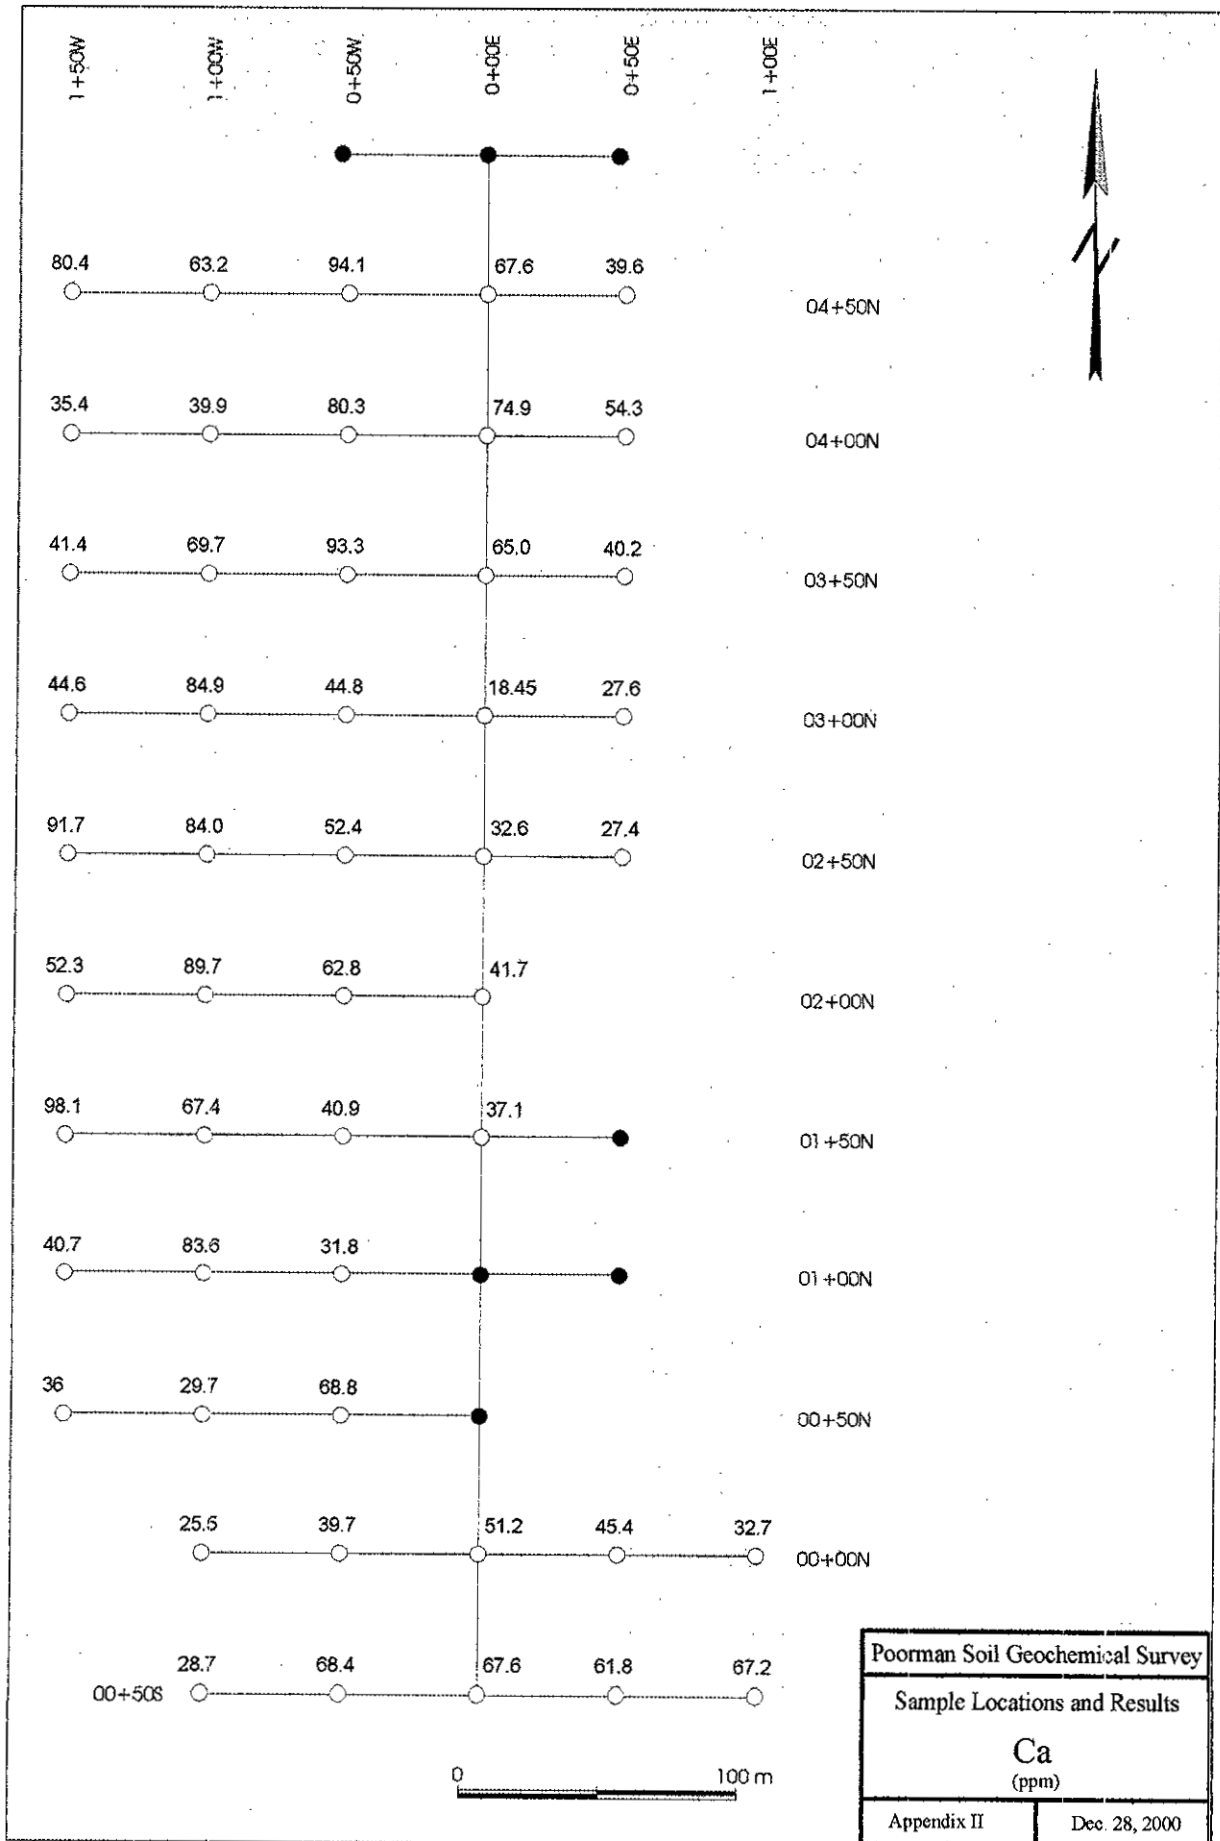 1+50W 1+00W 0+50W 0+00E 0+50E 1+00E
80.4 63.2 94.1 67.6 39.6
04+50N
35.4 39.9 80.3 74.9 54.3
04+00N
41.4 69.7 93.3 65.0 40.2
03+50N
44.6 84.9 44.8 18.45 27.6
03+00N
91.7 84.0 52.4 32.6 27.4
02+50N
52.3 89.7 62.8 41.7
02+00N
98.1 67.4 40.9 37.1
01+50N
40.7 83.6 31.8
01+00N
36 29.7 68.8
00+50N
25.5 39.7 51.2 45.4 32.7
00+00N
28.7 68.4 67.6 61.8 67.2
00+50S
0 100 m
Poorman Soil Geochemical Survey
Sample Locations and Results
Ca
(ppm)
Appendix II Dec. 28, 2000